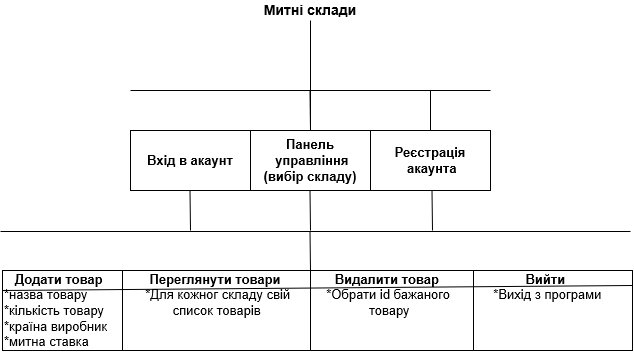 Митні склади
Вхід в акаунт
Панель
управління
(вибір складу)
Реєстрація
акаунта
Додати товар
*назва товару
*кількість товару
*країна виробник
*митна ставка
Переглянути товари
*Для кожног складу свій
список товарів
Видалити товар
*Обрати id бажаного
товару
Вийти
*Вихід з програми